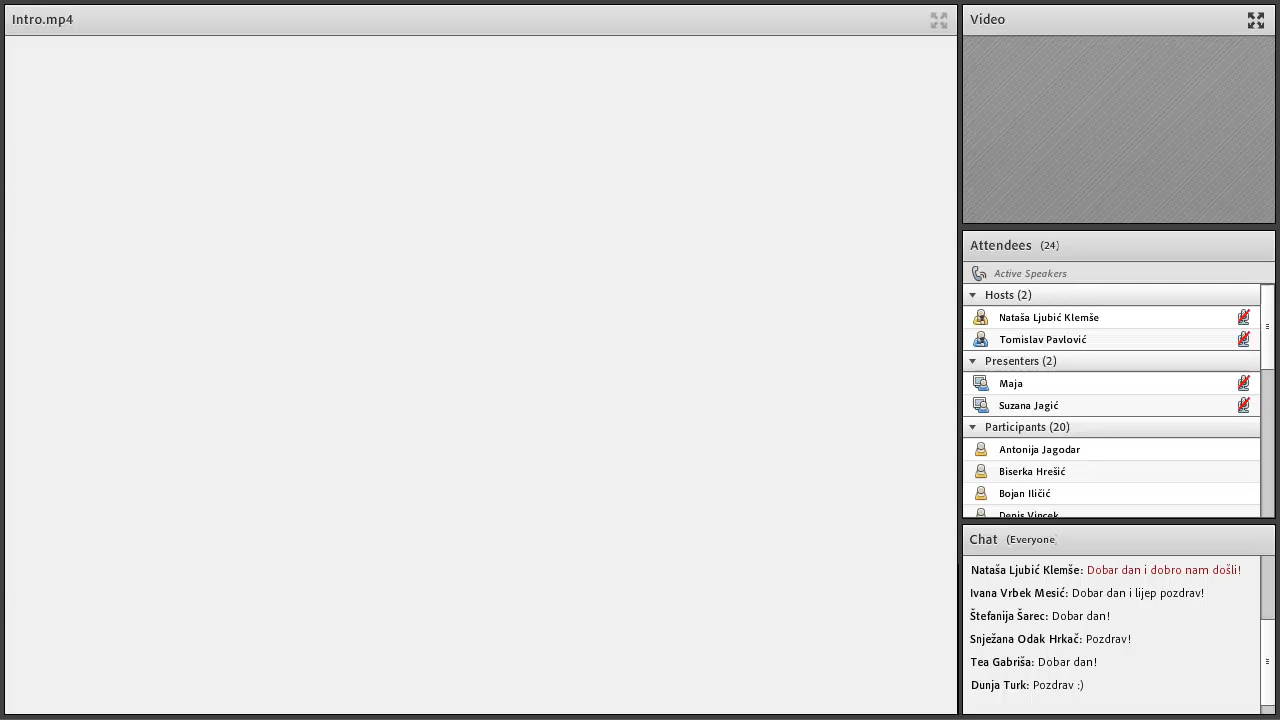 Intro.mp4
Video
Attendees (24)
Active Speakers
Hosts (2)
Nataša Ljubić Klemše
Tomislav Pavlović
Presenters (2)
Maja
Suzana Jagić
Participants (20)
Antonija Jagodar
Biserka Hrešić
Bojan Iličić
Denis Vincek
Chat (Everyone)
Nataša Ljubić Klemše: Dobar dan i dobro nam došli!
Ivana Vrbek Mesić: Dobar dan i lijep pozdrav!
Štefanija Šarec: Dobar dan!
Snježana Odak Hrkač: Pozdrav!
Tea Gabriša: Dobar dan!
Dunja Turk: Pozdrav :)